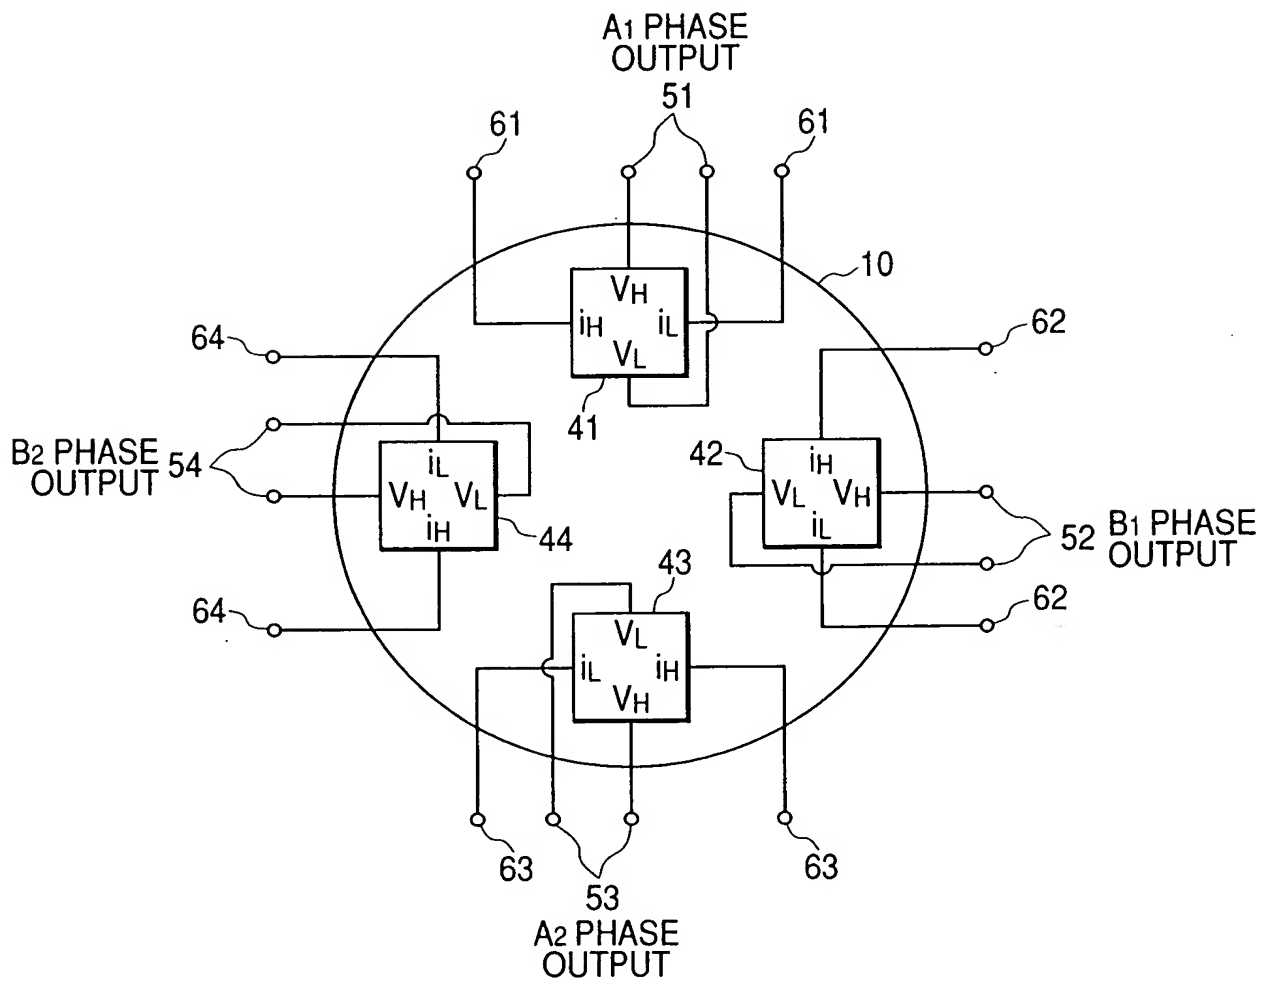 A1 PHASE
OUTPUT
51
61
61
10
VH
iH
iL
VL
41
64
62
B2 PHASE
OUTPUT
54
iL
VH
VL
iH
44
42
iH
VL
VH
iL
52
B1 PHASE
OUTPUT
64
62
43
VL
iL
iH
VH
63
63
53
A2 PHASE
OUTPUT